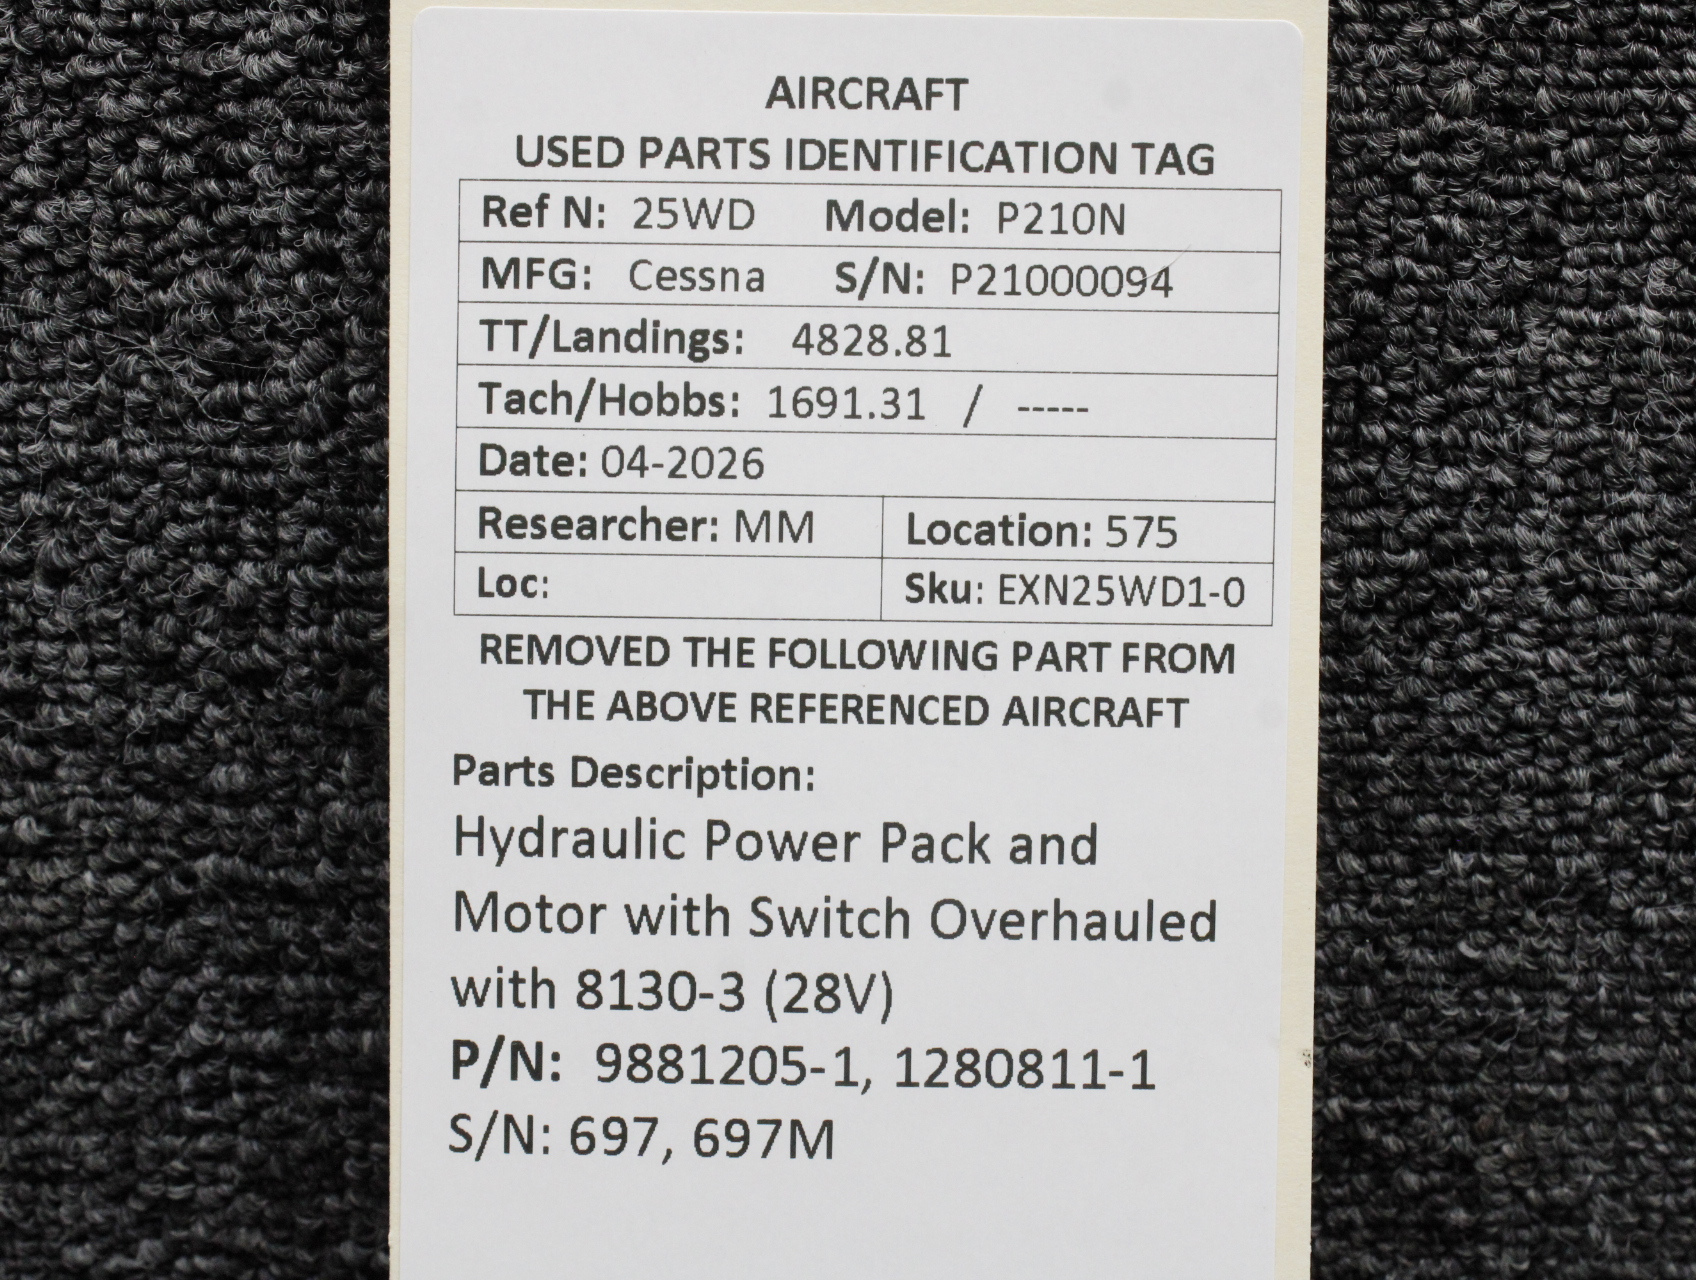 AIRCRAFT
USED PARTS IDENTIFICATION TAG
Ref N: 25WD Model: P210N
MFG: Cessna S/N: P21000094
TT/Landings: 4828.81
Tach/Hobbs: 1691.31 / -----
Date: 04-2026
Researcher: MM Location: 575
Loc: Sku: EXN25WD1-0
REMOVED THE FOLLOWING PART FROM
THE ABOVE REFERENCED AIRCRAFT
Parts Description:
Hydraulic Power Pack and
Motor with Switch Overhauled
with 8130-3 (28V)
P/N: 9881205-1, 1280811-1
S/N: 697, 697M